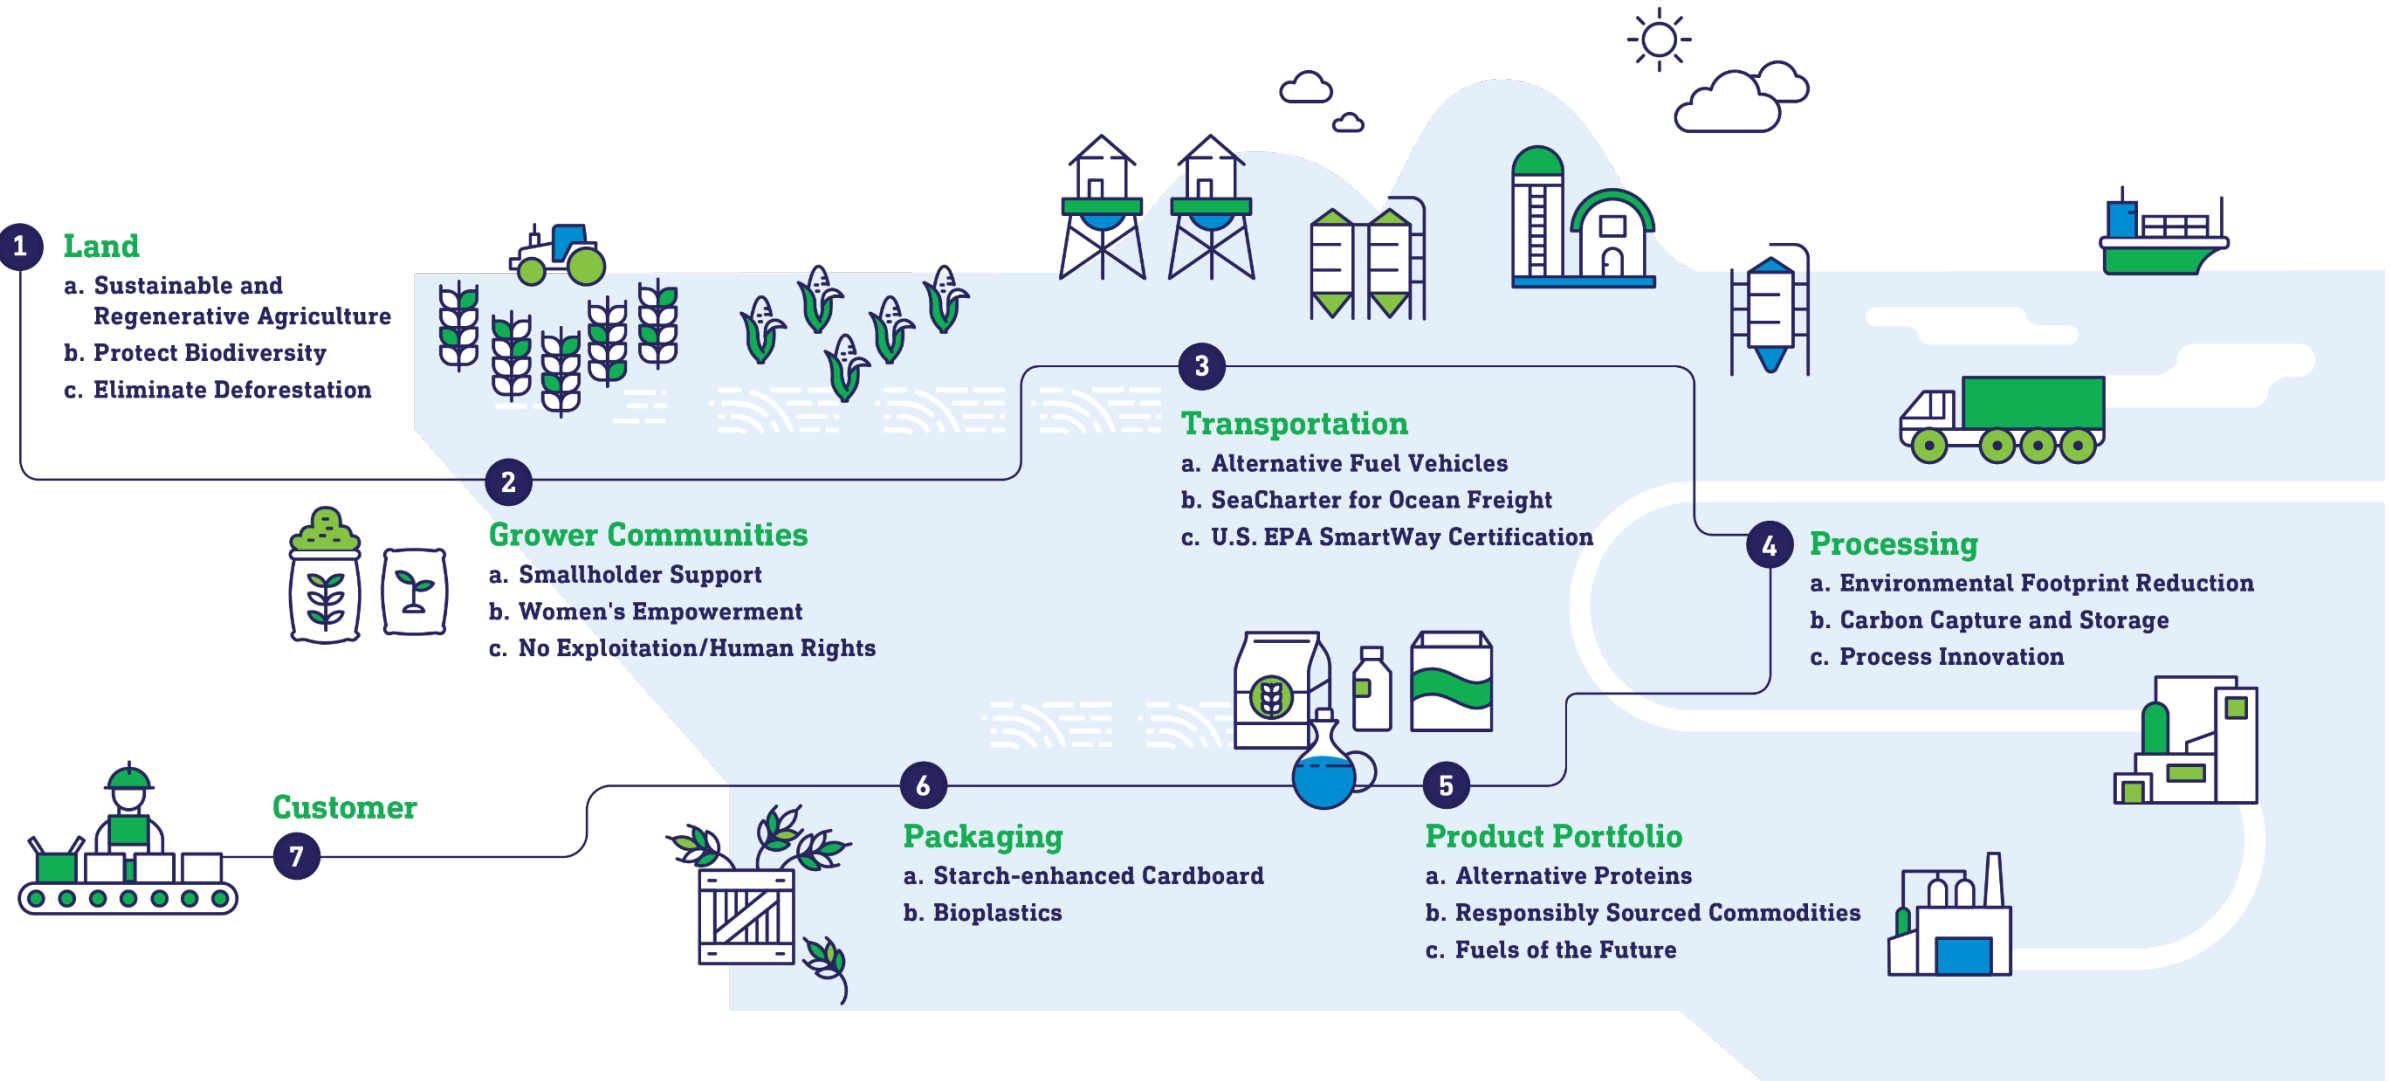 1
Land
a. Sustainable and
Regenerative Agriculture
b. Protect Biodiversity
c. Eliminate Deforestation
2
Grower Communities
a. Smallholder Support
b. Women's Empowerment
c. No Exploitation/Human Rights
3
Transportation
a. Alternative Fuel Vehicles
b. SeaCharter for Ocean Freight
c. U.S. EPA SmartWay Certification
4
Processing
a. Environmental Footprint Reduction
b. Carbon Capture and Storage
c. Process Innovation
5
Product Portfolio
a. Alternative Proteins
b. Responsibly Sourced Commodities
c. Fuels of the Future
6
Packaging
a. Starch-enhanced Cardboard
b. Bioplastics
Customer
7